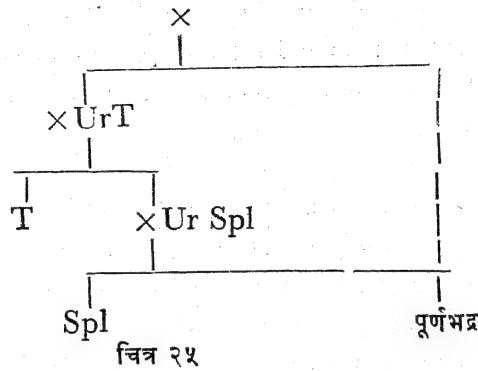 ×
× UrT
T
× Ur Spl
Spl
पूर्णभद्र
चित्र २५